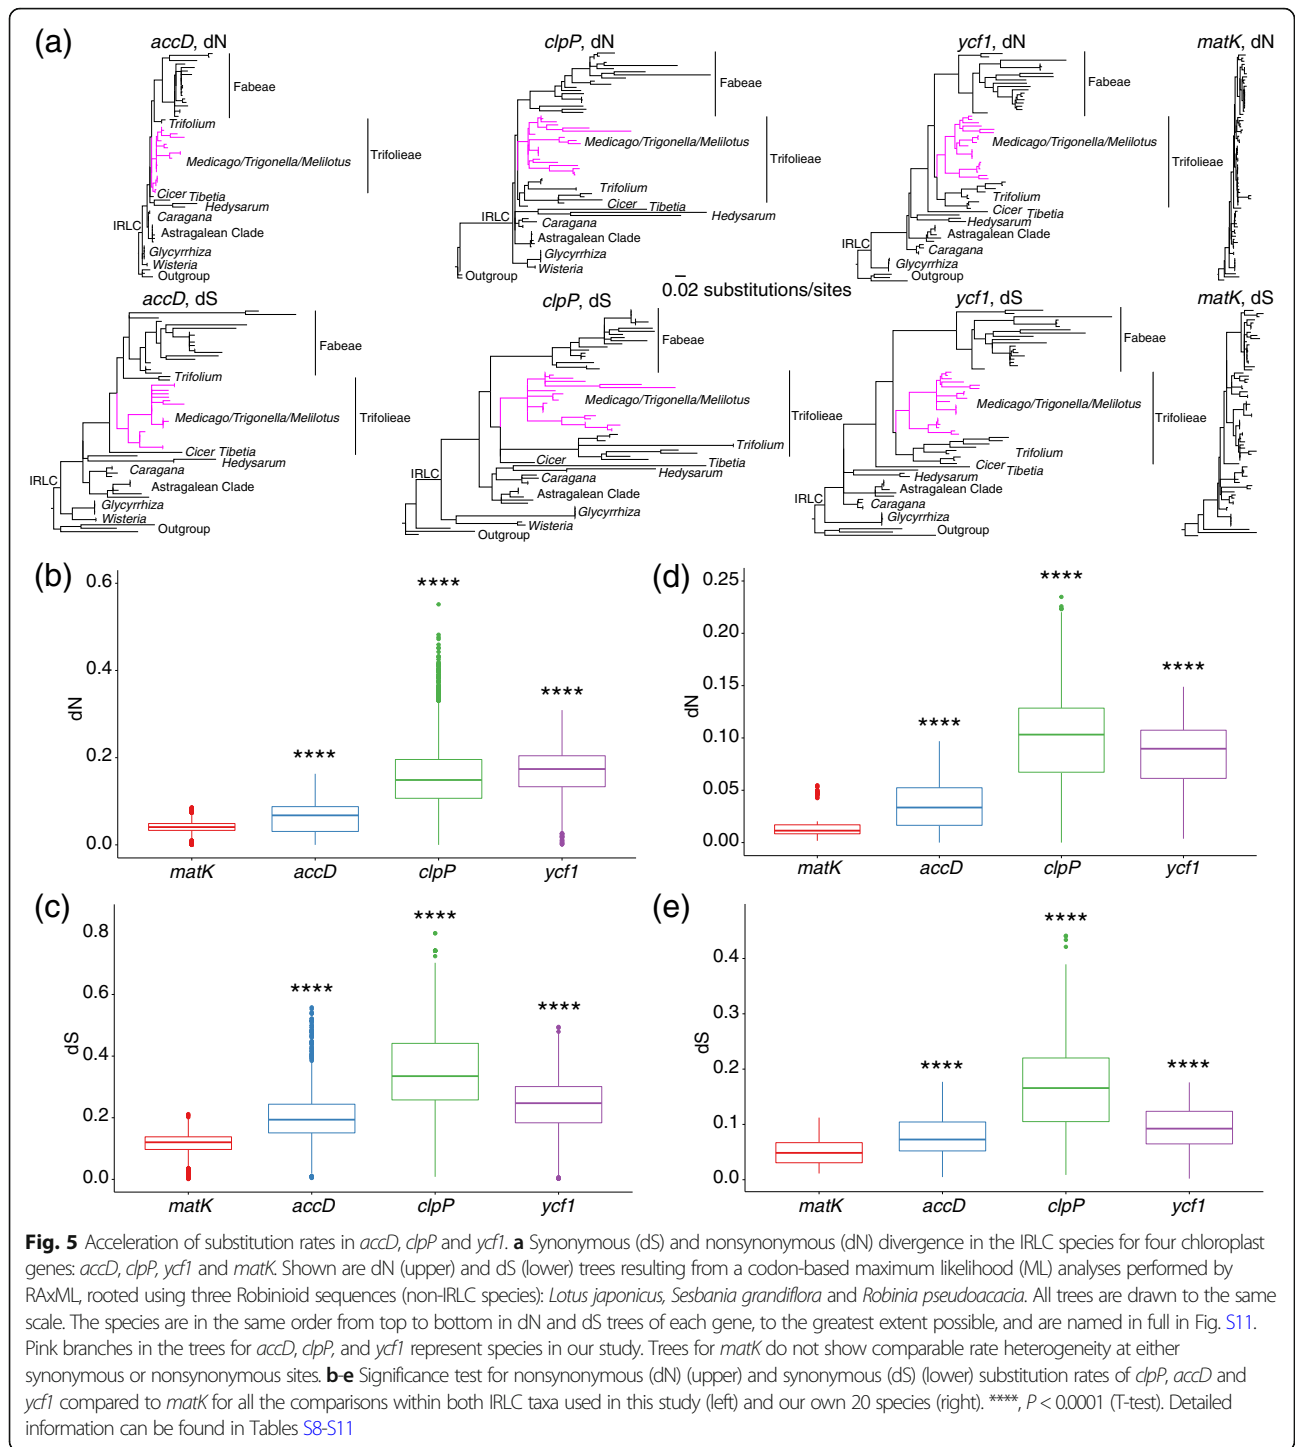 (a)
accD, dN
Fabeae
Trifolium
Medicago/Trigonella/Melilotus
Trifolieae
Cicer Tibetia
Hedysarum
Caragana
IRLC
Astragalean Clade
Glycyrrhiza
Wisteria
Outgroup
clpP, dN
Fabeae
Medicago/Trigonella/Melilotus
Trifolieae
Trifolium
Cicer Tibetia
Hedysarum
IRLC
Caragana
Astragalean Clade
Glycyrrhiza
Wisteria
Outgroup
ycf1, dN
Fabeae
Medicago/Trigonella/Melilotus
Trifolieae
Trifolium
Cicer Tibetia
Hedysarum
Astragalean Clade
IRLC
Caragana
Glycyrrhiza
Outgroup
matK, dN
0.02 substitutions/sites
accD, dS
Fabeae
Trifolium
Medicago/Trigonella/Melilotus
Trifolieae
Cicer Tibetia
Hedysarum
Caragana
IRLC
Astragalean Clade
Glycyrrhiza
Wisteria
Outgroup
clpP, dS
Fabeae
Medicago/Trigonella/Melilotus
Trifolieae
Trifolium
Cicer
Tibetia
Hedysarum
IRLC
Caragana
Astragalean Clade
Glycyrrhiza
Wisteria
Outgroup
ycf1, dS
Fabeae
Medicago/Trigonella/Melilotus
Trifolieae
Trifolium
Cicer Tibetia
Hedysarum
Astragalean Clade
IRLC
Caragana
Glycyrrhiza
Outgroup
matK, dS
(b)
0.6
0.4
0.2
0.0
dN
****
****
****
matK accD clpP ycf1
(d)
0.25
0.20
0.15
0.10
0.05
0.00
dN
****
****
****
matK accD clpP ycf1
(c)
0.8
0.6
0.4
0.2
0.0
dS
****
****
****
matK accD clpP ycf1
(e)
0.4
0.3
0.2
0.1
0.0
dS
****
****
****
matK accD clpP ycf1
Fig. 5 Acceleration of substitution rates in accD, clpP and ycf1. a Synonymous (dS) and nonsynonymous (dN) divergence in the IRLC species for four chloroplast
genes: accD, clpP, ycf1 and matK. Shown are dN (upper) and dS (lower) trees resulting from a codon-based maximum likelihood (ML) analyses performed by
RAxML, rooted using three Robinioid sequences (non-IRLC species): Lotus japonicus, Sesbania grandiflora and Robinia pseudoacacia. All trees are drawn to the same
scale. The species are in the same order from top to bottom in dN and dS trees of each gene, to the greatest extent possible, and are named in full in Fig. S11.
Pink branches in the trees for accD, clpP, and ycf1 represent species in our study. Trees for matK do not show comparable rate heterogeneity at either
synonymous or nonsynonymous sites. b-e Significance test for nonsynonymous (dN) (upper) and synonymous (dS) (lower) substitution rates of clpP, accD and
ycf1 compared to matK for all the comparisons within both IRLC taxa used in this study (left) and our own 20 species (right). ****, P < 0.0001 (T-test). Detailed
information can be found in Tables S8-S11